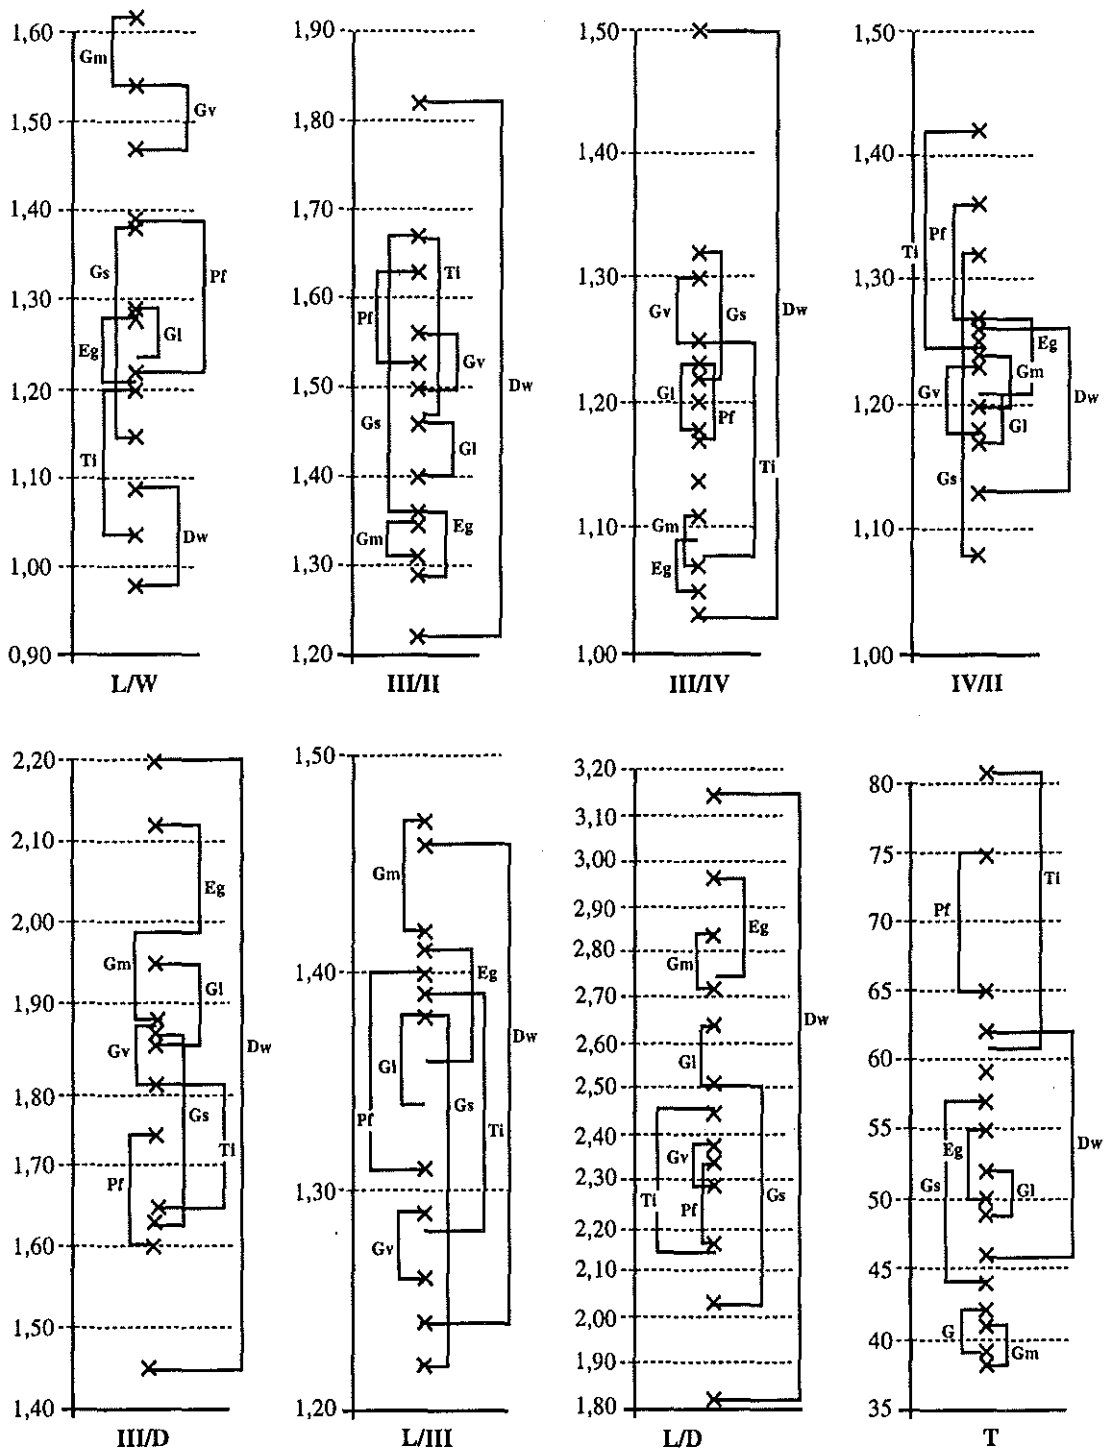 1,60
Gm
Gv
1,50
1,40
Gs
Pf
1,30
Gl
Eg
1,20
Ti
1,10
Dw
1,00
0,90
L/W
1,90
1,80
1,70
Ti
1,60
Pf
Gv
Dw
1,50
Gs
Gl
1,40
Eg
Gm
1,30
1,20
III/II
1,50
1,40
1,30
Dw
Gv
Gs
Gl
1,20
Pf
Ti
Gm
1,10
Eg
1,00
III/IV
1,50
1,40
Pf
Ti
1,30
Eg
Gm
Dw
Gv
1,20
Gl
Gs
1,10
1,00
IV/II
2,20
2,10
Eg
2,00
Gm
Gl
1,90
Dw
Gv
1,80
Gs
Ti
1,70
Pf
1,60
1,50
1,40
III/D
1,50
Gm
1,40
Eg
Dw
Gl
Gs
Pf
Ti
1,30
Gv
1,20
L/III
3,20
3,10
3,00
2,90
Eg
2,80
Gm
2,70
Dw
2,60
Gl
2,50
2,40
Gv
2,30
Gs
Ti
Pf
2,20
2,10
2,00
1,90
1,80
L/D
80
75
Ti
Pf
70
65
60
55
Eg
Dw
Gs
Gl
50
45
G
40
Gm
35
T